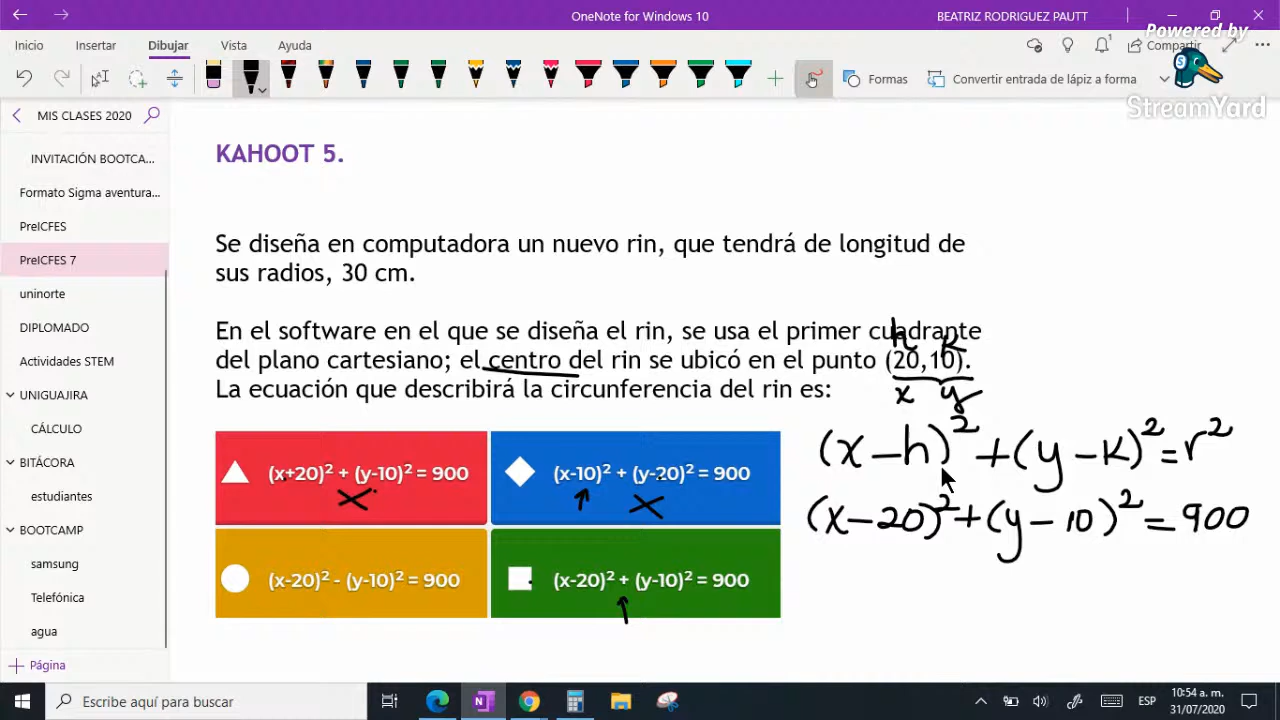 OneNote for Windows 10
BEATRIZ RODRIGUEZ PAUTT
Powered by
StreamYard
Inicio Insertar Dibujar Vista Ayuda
Compartir
Formas
Convertir entrada de lápiz a forma
MIS CLASES 2020
INVITACIÓN BOOTCA...
Formato Sigma aventura...
PreICFES
PreICFES 7
uninorte
DIPLOMADO
Actividades STEM
UNIGUAJIRA
CÁLCULO
BITÁCORA
estudiantes
BOOTCAMP
samsung
Telefónica
agua
Página
KAHOOT 5.
Se diseña en computadora un nuevo rin, que tendrá de longitud de
sus radios, 30 cm.
En el software en el que se diseña el rin, se usa el primer cuadrante
h k
del plano cartesiano; el centro del rin se ubicó en el punto (20,10).
x y
La ecuación que describirá la circunferencia del rin es:
(x+20)² + (y-10)² = 900
(x-10)² + (y-20)² = 900
(x-20)² - (y-10)² = 900
(x-20)² + (y-10)² = 900
(x-h)²+(y-k)²=r²
(x-20)²+(y-10)²=900
Escribe aquí para buscar
ESP
10:54 a. m.
31/07/2020